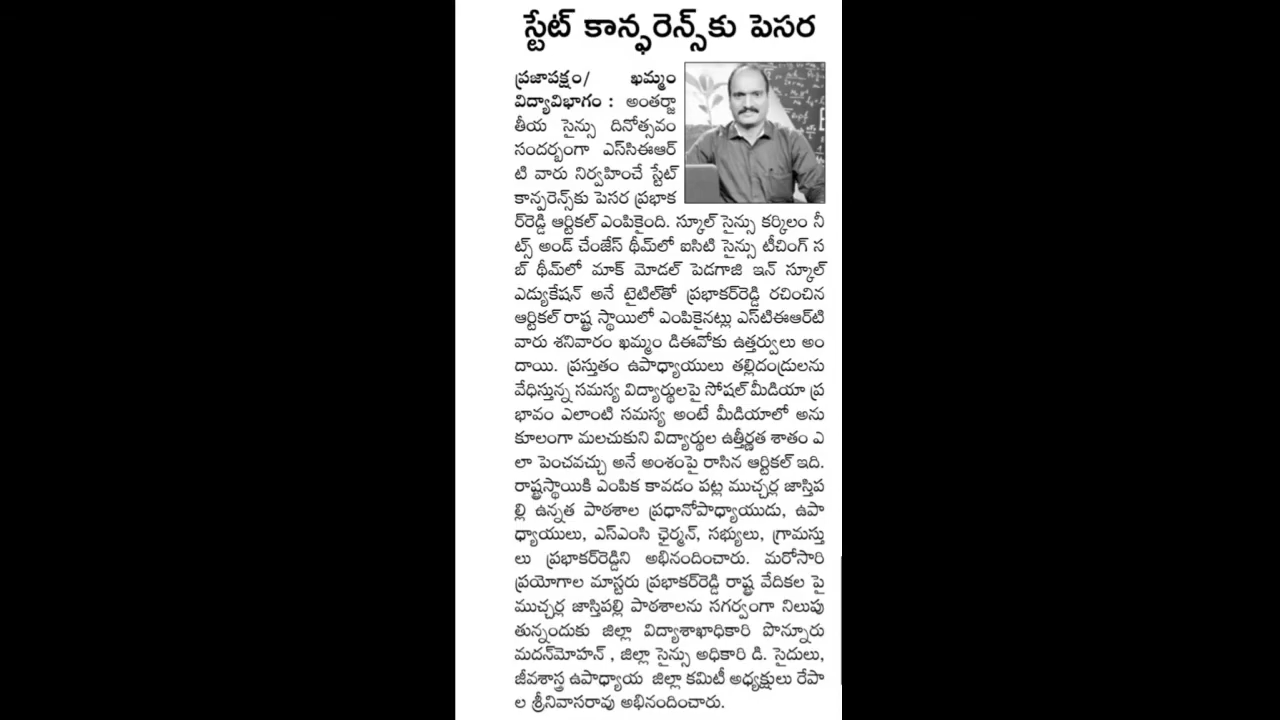 స్టేట్ కాన్ఫరెన్స్‌కు పెసర
ప్రజాపక్షం/ ఖమ్మం
విద్యావిభాగం : అంతర్జా
తీయ సైన్సు దినోత్సవం
సందర్భంగా ఎస్‌సిఈఆర్
టి వారు నిర్వహించే స్టేట్
కాన్ఫరెన్స్‌కు పెసర ప్రభాక
ర్‌రెడ్డి ఆర్టికల్ ఎంపికైంది. స్కూల్ సైన్సు కర్కిలం నీ
ట్స్ అండ్ చేంజేస్ థీమ్‌లో ఐసిటి సైన్సు టీచింగ్ స
బ్ థీమ్‌లో మాక్ మోడల్ పెడగాజి ఇన్ స్కూల్
ఎడ్యుకేషన్ అనే టైటిల్‌తో ప్రభాకర్‌రెడ్డి రచించిన
ఆర్టికల్ రాష్ట్ర స్థాయిలో ఎంపికైనట్లు ఎస్‌టిఈఆర్‌టి
వారు శనివారం ఖమ్మం డిఈవోకు ఉత్తర్వులు అం
దాయి. ప్రస్తుతం ఉపాధ్యాయులు తల్లిదండ్రులను
వేధిస్తున్న సమస్య విద్యార్థులపై సోషల్ మీడియా ప్ర
భావం ఎలాంటి సమస్య అంటే మీడియాలో అను
కూలంగా మలచుకుని విద్యార్థుల ఉత్తీర్ణత శాతం ఎ
లా పెంచవచ్చు అనే అంశంపై రాసిన ఆర్టికల్ ఇది.
రాష్ట్రస్థాయికి ఎంపిక కావడం పట్ల ముచ్చర్ల జాస్తిప
ల్లి ఉన్నత పాఠశాల ప్రధానోపాధ్యాయుడు, ఉపా
ధ్యాయులు, ఎస్ఎంసి ఛైర్మన్, సభ్యులు, గ్రామస్తు
లు ప్రభాకర్‌రెడ్డిని అభినందించారు. మరోసారి
ప్రయోగాల మాస్టరు ప్రభాకర్‌రెడ్డి రాష్ట్ర వేదికల పై
ముచ్చర్ల జాస్తిపల్లి పాఠశాలను సగర్వంగా నిలుపు
తున్నందుకు జిల్లా విద్యాశాఖాధికారి పొన్నూరు
మదన్‌మోహన్ , జిల్లా సైన్సు అధికారి డి. సైదులు,
జీవశాస్త్ర ఉపాధ్యాయ జిల్లా కమిటీ అధ్యక్షులు రేపా
ల శ్రీనివాసరావు అభినందించారు.